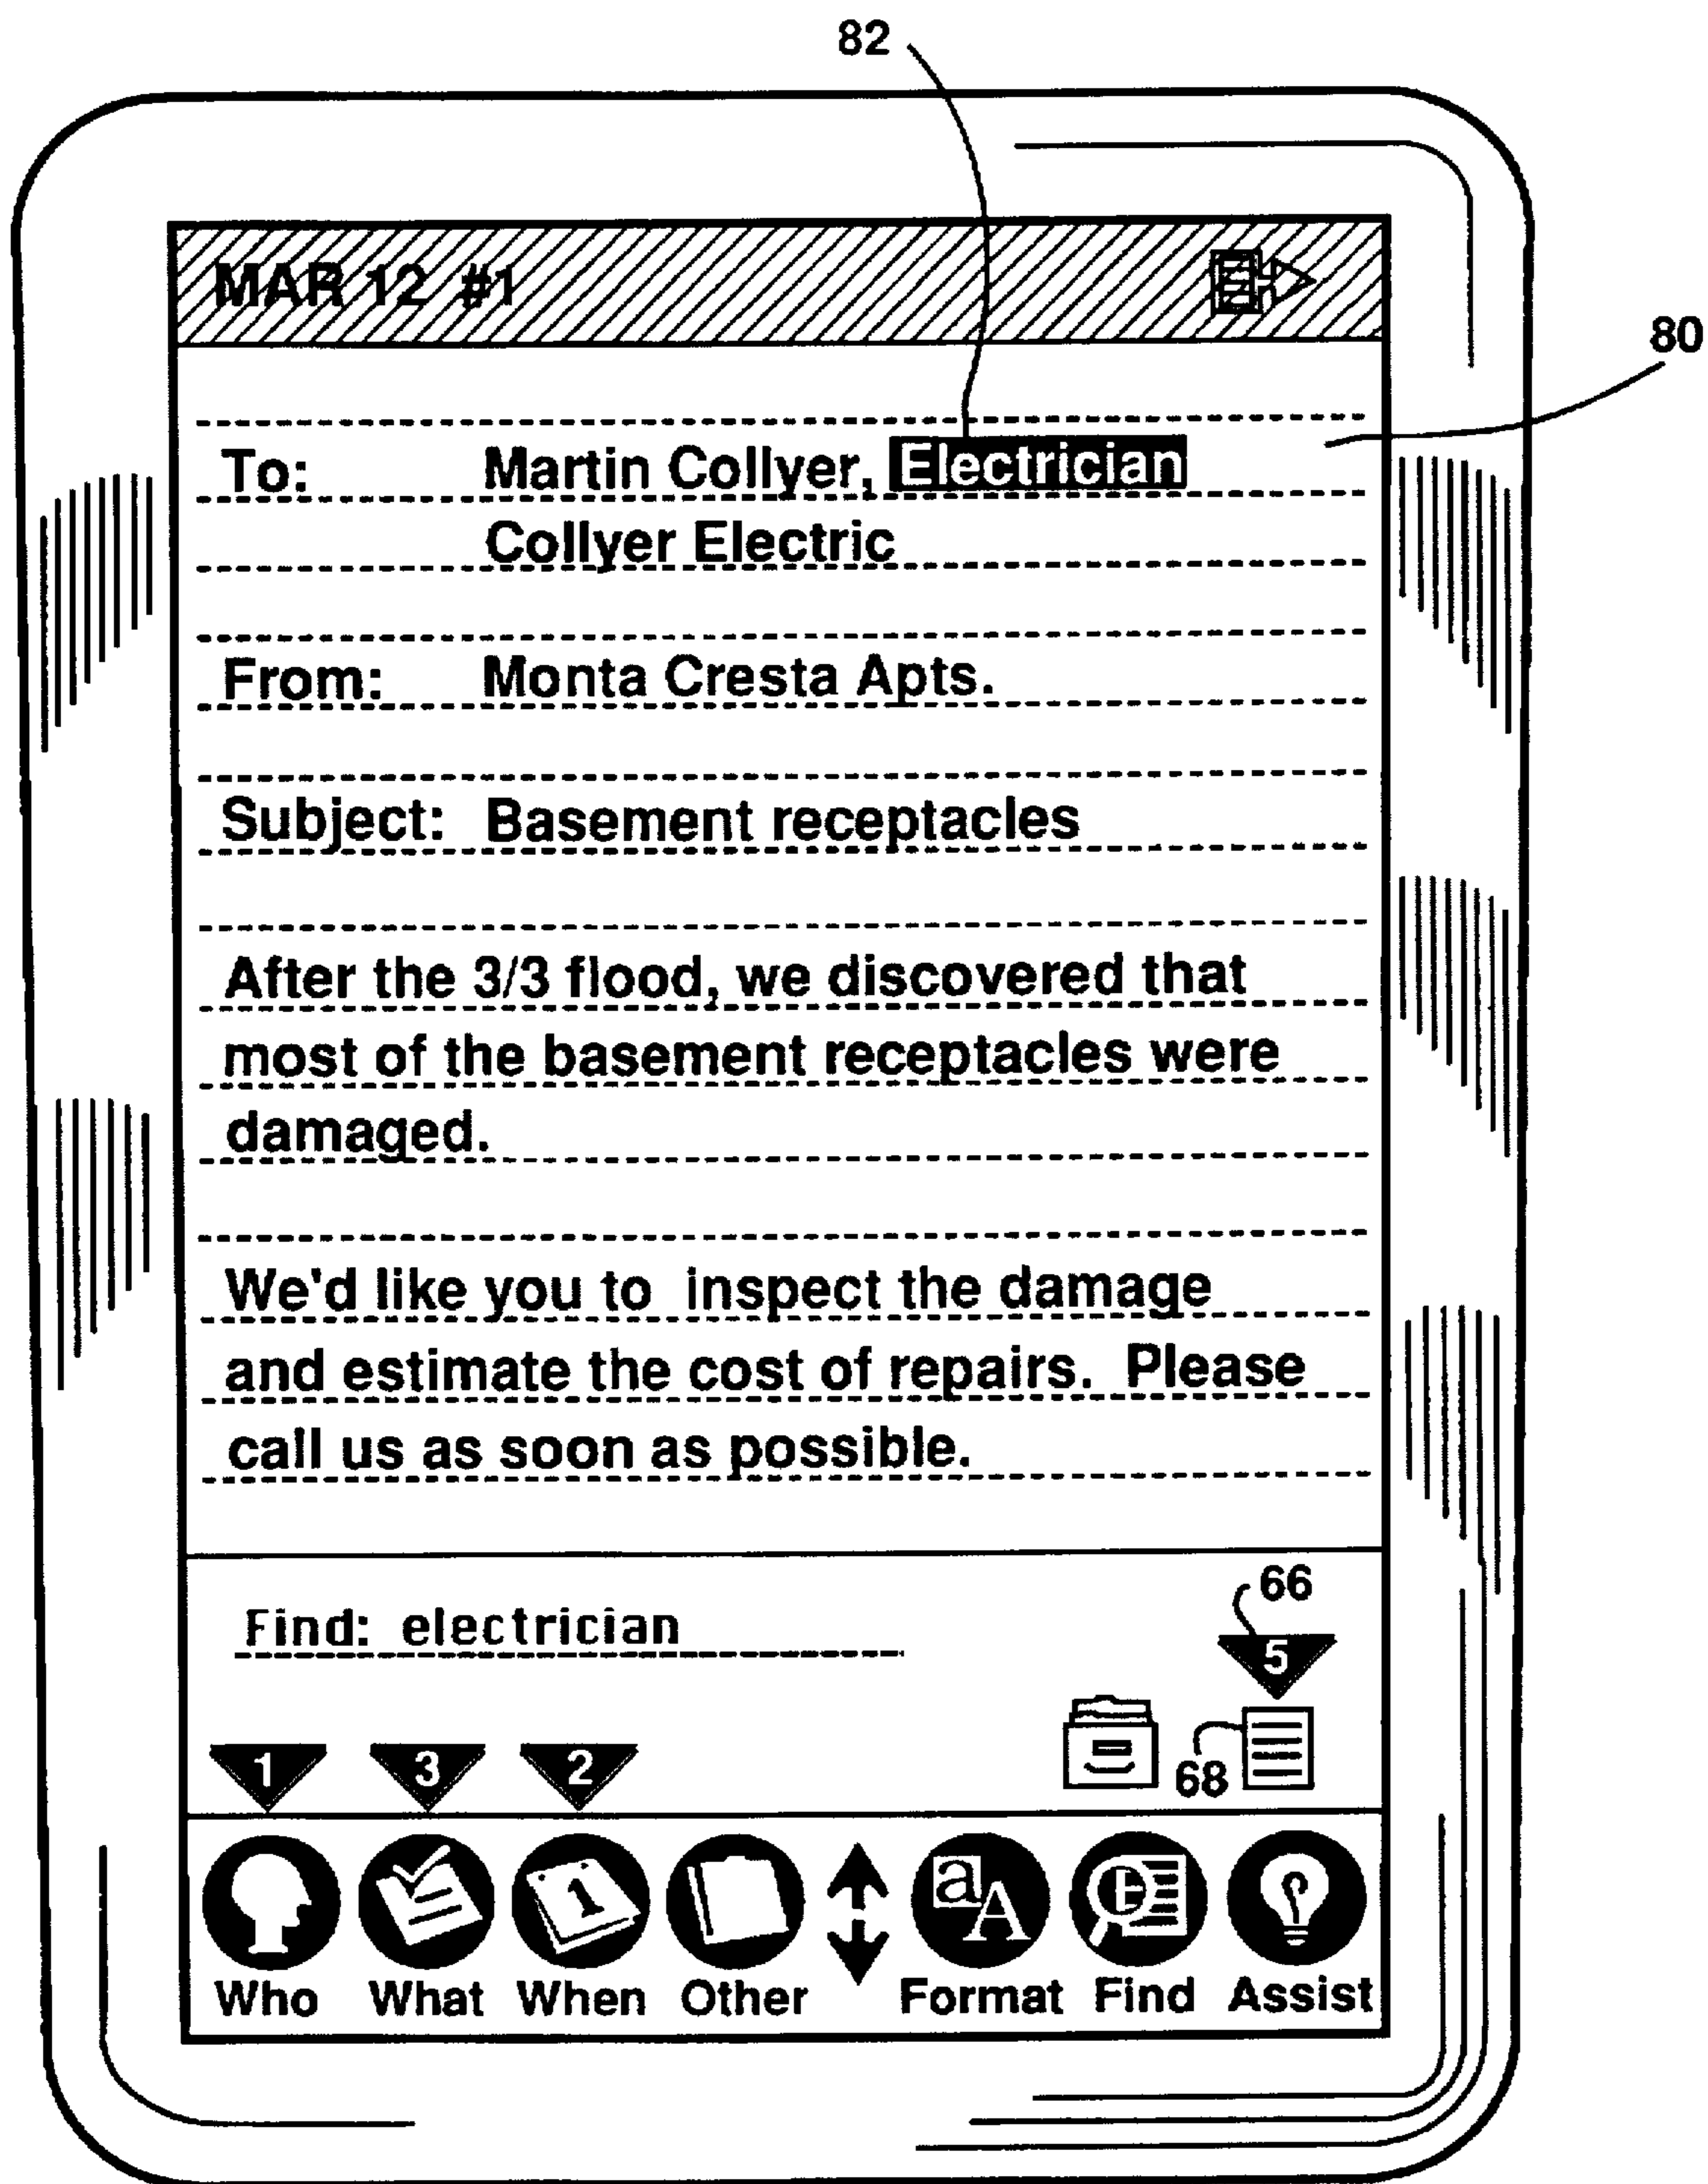 82
MAR 12 #1
80
To: Martin Collyer, Electrician
Collyer Electric
From: Monta Cresta Apts.
Subject: Basement receptacles
After the 3/3 flood, we discovered that
most of the basement receptacles were
damaged.
We'd like you to inspect the damage
and estimate the cost of repairs. Please
call us as soon as possible.
66
Find: electrician
5
68
1 3 2
1
aA
Who What When Other Format Find Assist